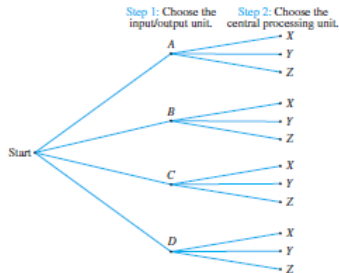 Step 1: Choose the Step 2: Choose the
input/output unit. central processing unit.
X
A
Y
Z
X
B
Y
Z
Start
X
C
Y
Z
X
D
Y
Z